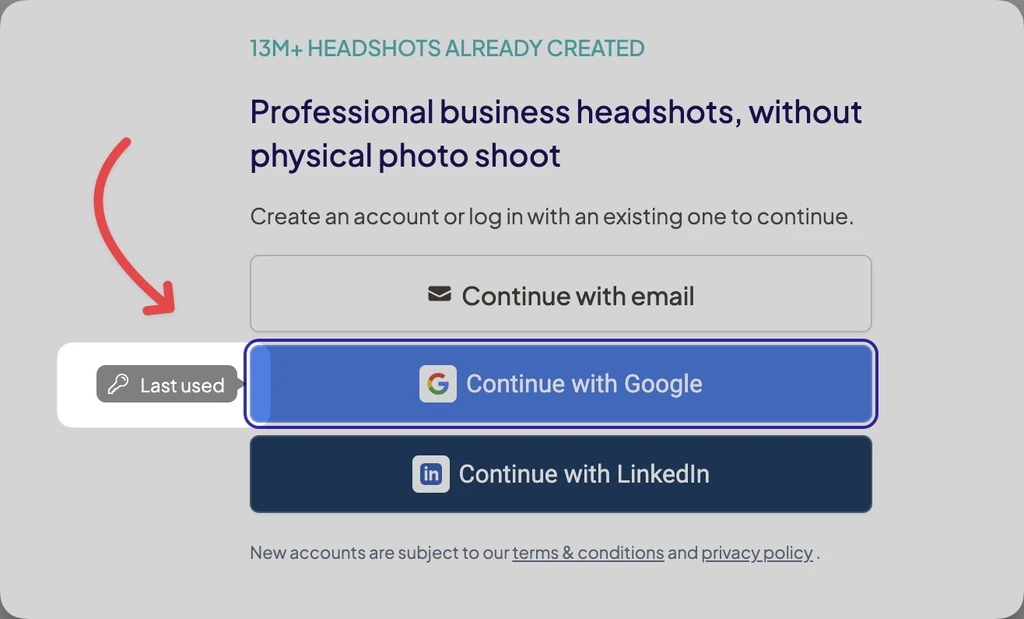 13M+ HEADSHOTS ALREADY CREATED
Professional business headshots, without
physical photo shoot
Create an account or log in with an existing one to continue.
Continue with email
Last used
Continue with Google
in Continue with LinkedIn
New accounts are subject to our terms & conditions and privacy policy .